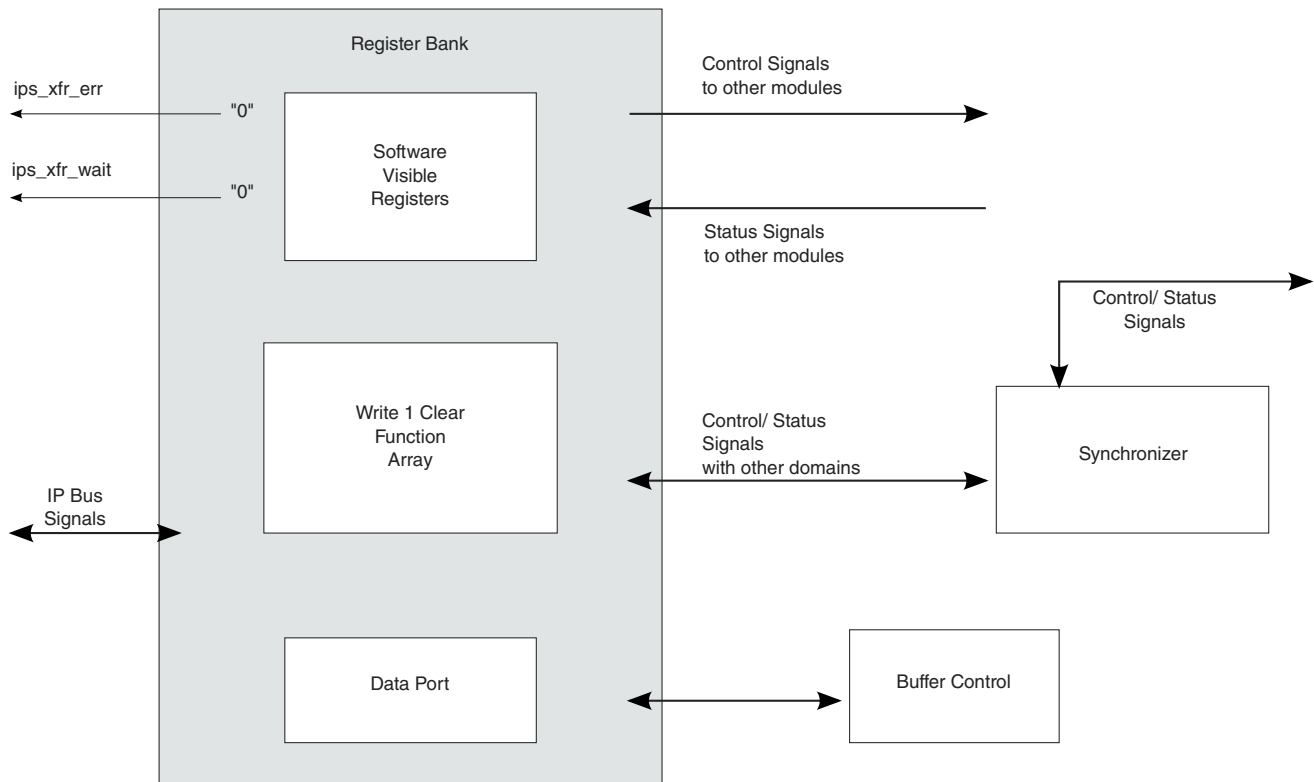 Register Bank
ips_xfr_err
"0"
ips_xfr_wait
"0"
Software
Visible
Registers
Control Signals
to other modules
Status Signals
to other modules
Control/ Status
Signals
Write 1 Clear
Function
Array
Control/ Status
Signals
with other domains
Synchronizer
IP Bus
Signals
Data Port
Buffer Control